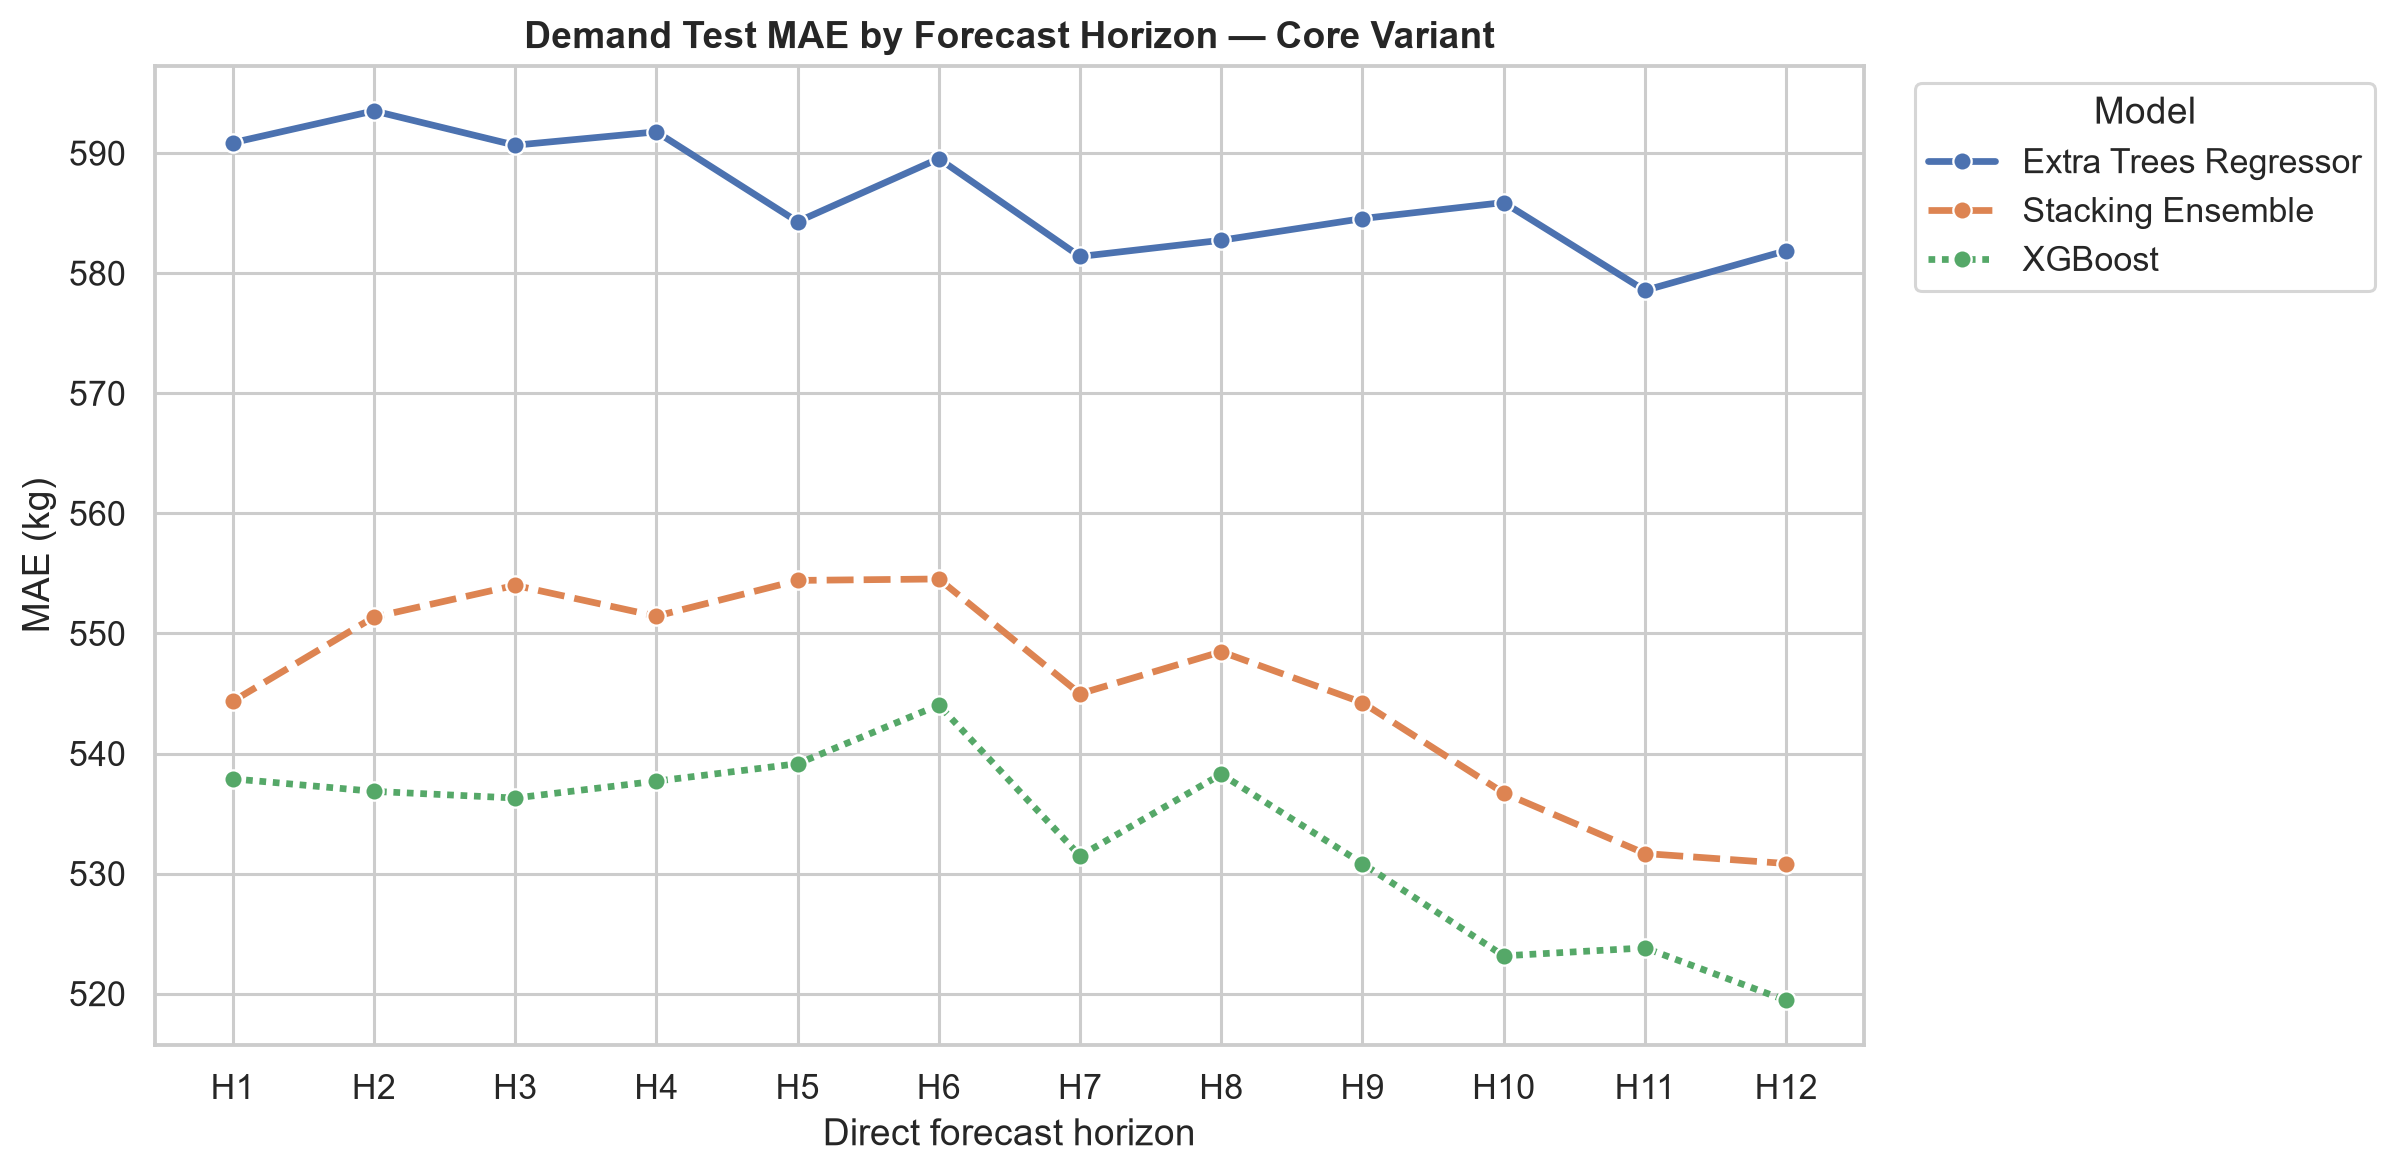 Demand Test MAE by Forecast Horizon — Core Variant
Model
Extra Trees Regressor
Stacking Ensemble
XGBoost
MAE (kg)
590
580
570
560
550
540
530
520
H1 H2 H3 H4 H5 H6 H7 H8 H9 H10 H11 H12
Direct forecast horizon